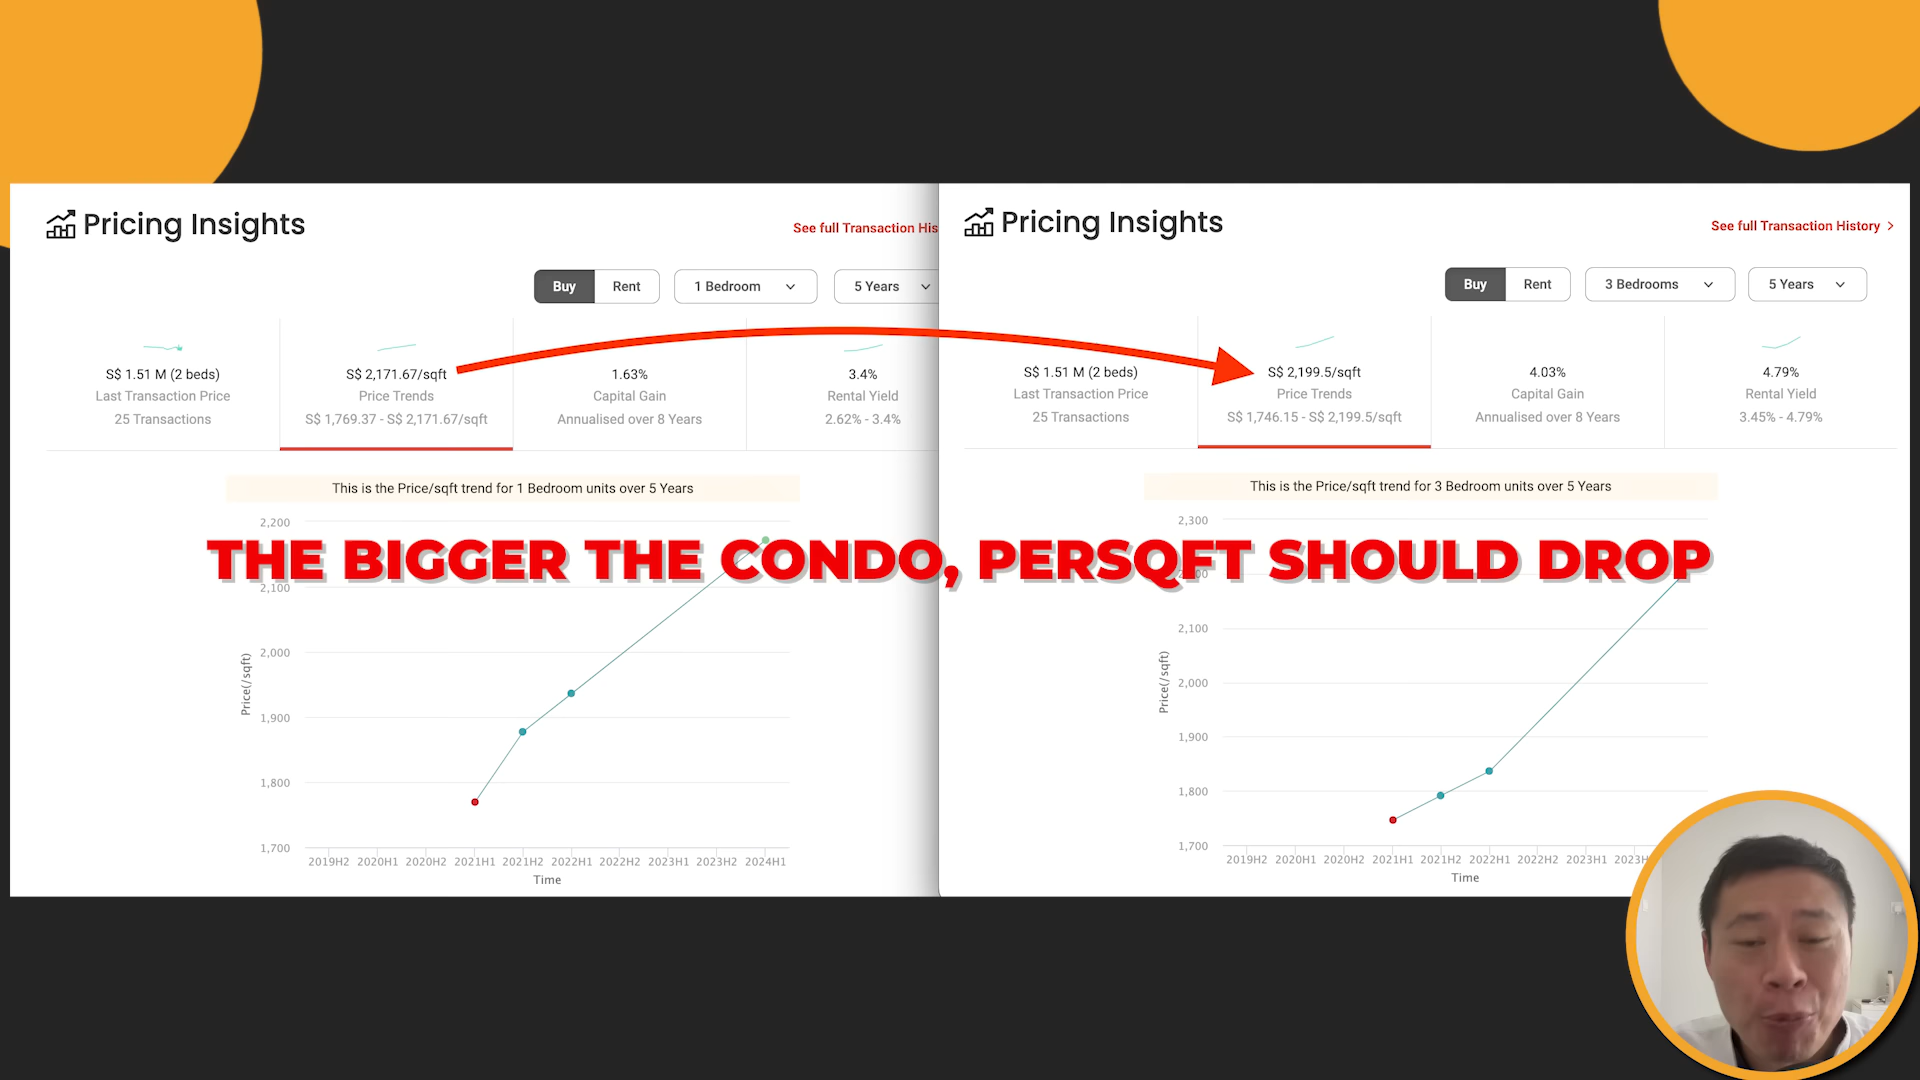 Pricing Insights
See full Transaction His
Buy
Rent
1 Bedroom
5 Years
S$ 1.51 M (2 beds)
Last Transaction Price
25 Transactions
S$ 2,171.67/sqft
Price Trends
S$ 1,769.37 - S$ 2,171.67/sqft
1.63%
Capital Gain
Annualised over 8 Years
3.4%
Rental Yield
2.62% - 3.4%
This is the Price/sqft trend for 1 Bedroom units over 5 Years
2,200
2,100
2,000
1,900
1,800
1,700
Price(/sqft)
2019H2 2020H1 2020H2 2021H1 2021H2 2022H1 2022H2 2023H1 2023H2 2024H1
Time
Pricing Insights
See full Transaction History >
Buy
Rent
3 Bedrooms
5 Years
S$ 1.51 M (2 beds)
Last Transaction Price
25 Transactions
S$ 2,199.5/sqft
Price Trends
S$ 1,746.15 - S$ 2,199.5/sqft
4.03%
Capital Gain
Annualised over 8 Years
4.79%
Rental Yield
3.45% - 4.79%
This is the Price/sqft trend for 3 Bedroom units over 5 Years
2,300
2,100
2,000
1,900
1,800
1,700
Price(/sqft)
2019H2 2020H1 2020H2 2021H1 2021H2 2022H1 2022H2 2023H1
Time
THE BIGGER THE CONDO, PERSQFT SHOULD DROP